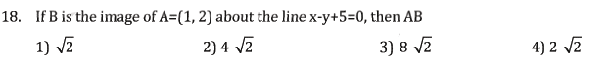 18. If B is the image of A=(1, 2] about the line x-y+5=0, then AB
1) √2 2) 4 √2 3) 8 √2 4) 2 √2